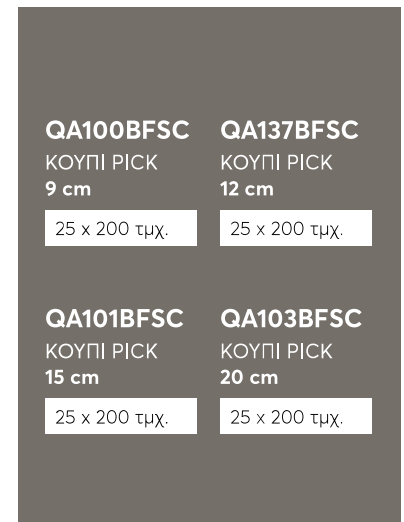 QA100BFSC
ΚΟΥΠΙ PICK
9 cm
25 x 200 τμχ.
QA137BFSC
ΚΟΥΠΙ PICK
12 cm
25 x 200 τμχ.
QA101BFSC
ΚΟΥΠΙ PICK
15 cm
25 x 200 τμχ.
QA103BFSC
ΚΟΥΠΙ PICK
20 cm
25 x 200 τμχ.